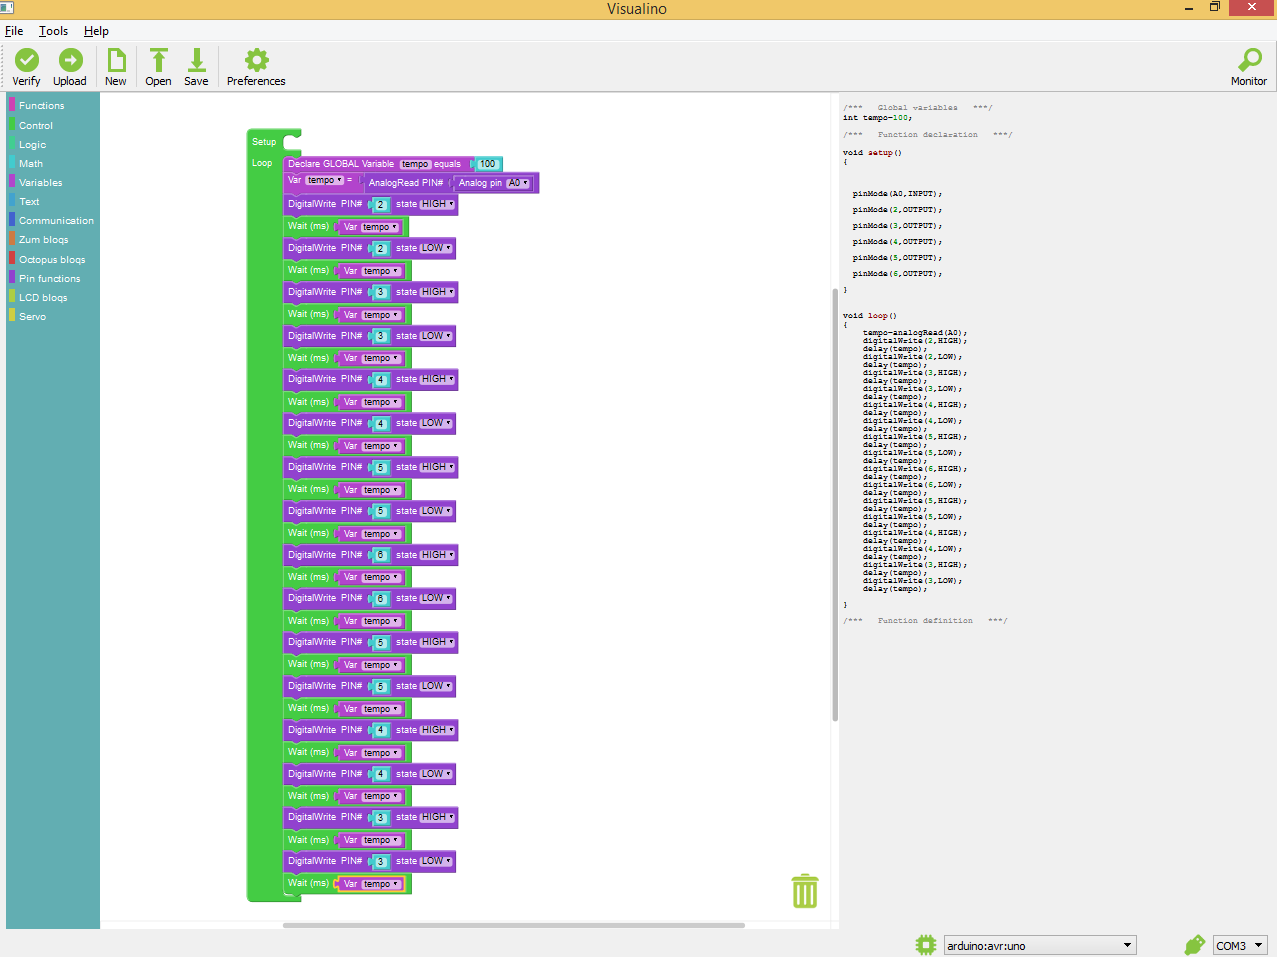 Visualino
File Tools Help
Verify Upload New Open Save Preferences Monitor
Functions
Control
Logic
Math
Variables
Text
Communication
Zum bloqs
Octopus bloqs
Pin functions
LCD bloqs
Servo
Setup
Loop
Declare GLOBAL Variable tempo equals 100
Var tempo = AnalogRead PIN# Analog pin A0
DigitalWrite PIN# 2 state HIGH
Wait (ms) Var tempo
DigitalWrite PIN# 2 state LOW
Wait (ms) Var tempo
DigitalWrite PIN# 3 state HIGH
Wait (ms) Var tempo
DigitalWrite PIN# 3 state LOW
Wait (ms) Var tempo
DigitalWrite PIN# 4 state HIGH
Wait (ms) Var tempo
DigitalWrite PIN# 4 state LOW
Wait (ms) Var tempo
DigitalWrite PIN# 5 state HIGH
Wait (ms) Var tempo
DigitalWrite PIN# 5 state LOW
Wait (ms) Var tempo
DigitalWrite PIN# 6 state HIGH
Wait (ms) Var tempo
DigitalWrite PIN# 6 state LOW
Wait (ms) Var tempo
DigitalWrite PIN# 5 state HIGH
Wait (ms) Var tempo
DigitalWrite PIN# 5 state LOW
Wait (ms) Var tempo
DigitalWrite PIN# 4 state HIGH
Wait (ms) Var tempo
DigitalWrite PIN# 4 state LOW
Wait (ms) Var tempo
DigitalWrite PIN# 3 state HIGH
Wait (ms) Var tempo
DigitalWrite PIN# 3 state LOW
Wait (ms) Var tempo
/*** Global variables ***/
int tempo=100;
/*** Function declaration ***/
void setup()
{
pinMode(A0,INPUT);
pinMode(2,OUTPUT);
pinMode(3,OUTPUT);
pinMode(4,OUTPUT);
pinMode(5,OUTPUT);
pinMode(6,OUTPUT);
}
void loop()
{
tempo=analogRead(A0);
digitalWrite(2,HIGH);
delay(tempo);
digitalWrite(2,LOW);
delay(tempo);
digitalWrite(3,HIGH);
delay(tempo);
digitalWrite(3,LOW);
delay(tempo);
digitalWrite(4,HIGH);
delay(tempo);
digitalWrite(4,LOW);
delay(tempo);
digitalWrite(5,HIGH);
delay(tempo);
digitalWrite(5,LOW);
delay(tempo);
digitalWrite(6,HIGH);
delay(tempo);
digitalWrite(6,LOW);
delay(tempo);
digitalWrite(5,HIGH);
delay(tempo);
digitalWrite(5,LOW);
delay(tempo);
digitalWrite(4,HIGH);
delay(tempo);
digitalWrite(4,LOW);
delay(tempo);
digitalWrite(3,HIGH);
delay(tempo);
digitalWrite(3,LOW);
delay(tempo);
}
/*** Function definition ***/
arduino:avr:uno
COM3